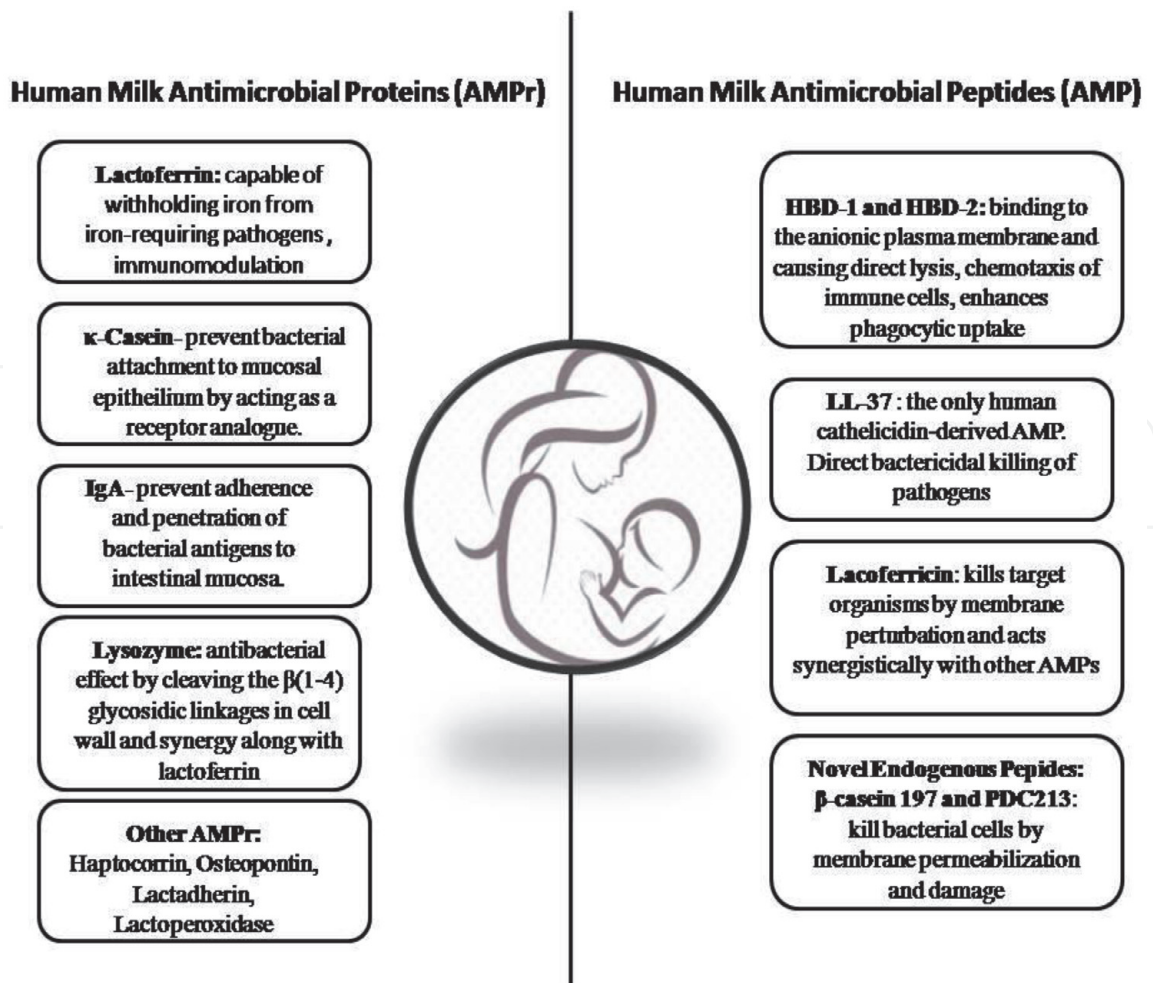 Human Milk Antimicrobial Proteins (AMPr)
Lactoferrin: capable of
withholding iron from
iron-requiring pathogens ,
immunomodulation
κ-Casein- prevent bacterial
attachment to mucosal
epitheilium by acting as a
receptor analogue.
IgA- prevent adherence
and penetration of
bacterial antigens to
intestinal mucosa.
Lysozyme: antibacterial
effect by cleaving the β(1-4)
glycosidic linkages in cell
wall and synergy along with
lactoferrin
Other AMPr:
Haptocorrin, Osteopontin,
Lactadherin,
Lactoperoxidase
Human Milk Antimicrobial Peptides (AMP)
HBD-1 and HBD-2: binding to
the anionic plasma membrane and
causing direct lysis, chemotaxis of
immune cells, enhances
phagocytic uptake
LL-37 : the only human
cathelicidin-derived AMP.
Direct bactericidal killing of
pathogens
Lacoferricin: kills target
organisms by membrane
perturbation and acts
synergistically with other AMPs
Novel Endogenous Pepides:
β-casein 197 and PDC213:
kill bacterial cells by
membrane permeabilization
and damage